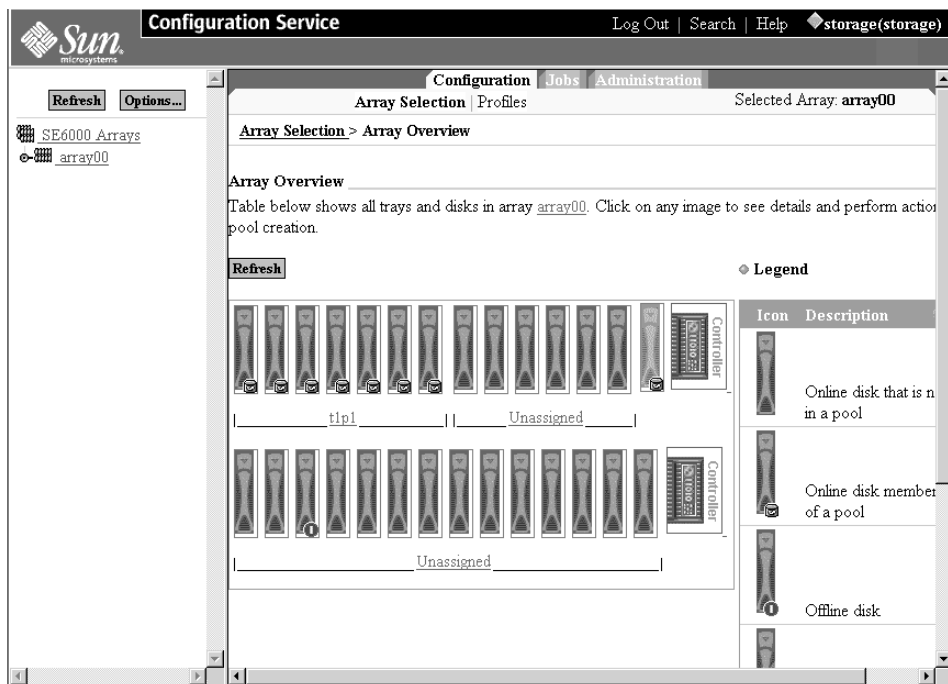 Sun
microsystems
Configuration Service
Log Out | Search | Help
storage(storage)
Refresh
Options...
SE6000 Arrays
array00
Configuration
Jobs
Administration
Array Selection | Profiles
Selected Array: array00
Array Selection > Array Overview
Array Overview
Table below shows all trays and disks in array array00. Click on any image to see details and perform action
pool creation.
Refresh
Legend
Controller
t1p1
Unassigned
Controller
Unassigned
Icon Description
Online disk that is n
in a pool
Online disk member
of a pool
Offline disk